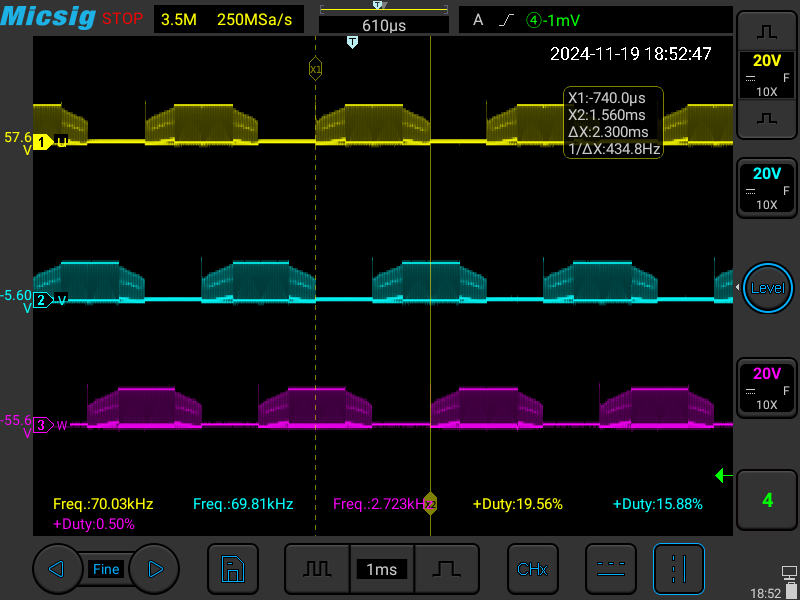 Micsig STOP 3.5M 250MSa/s 610µs A 4 -1mV
T
T
2024-11-19 18:52:47
X1
X1:-740.0µs
X2:1.560ms
ΔX:2.300ms
1/ΔX:434.8Hz
57.6
V
1 U
-5.60
V
2 V
-55.6
V
3 W
20V
F
10X
20V
F
10X
Level
20V
F
10X
4
Freq.:70.03kHz Freq.:69.81kHz Freq.:2.723kHz +Duty:19.56% +Duty:15.88%
X2
+Duty:0.50%
Fine 1ms CHx
18:52